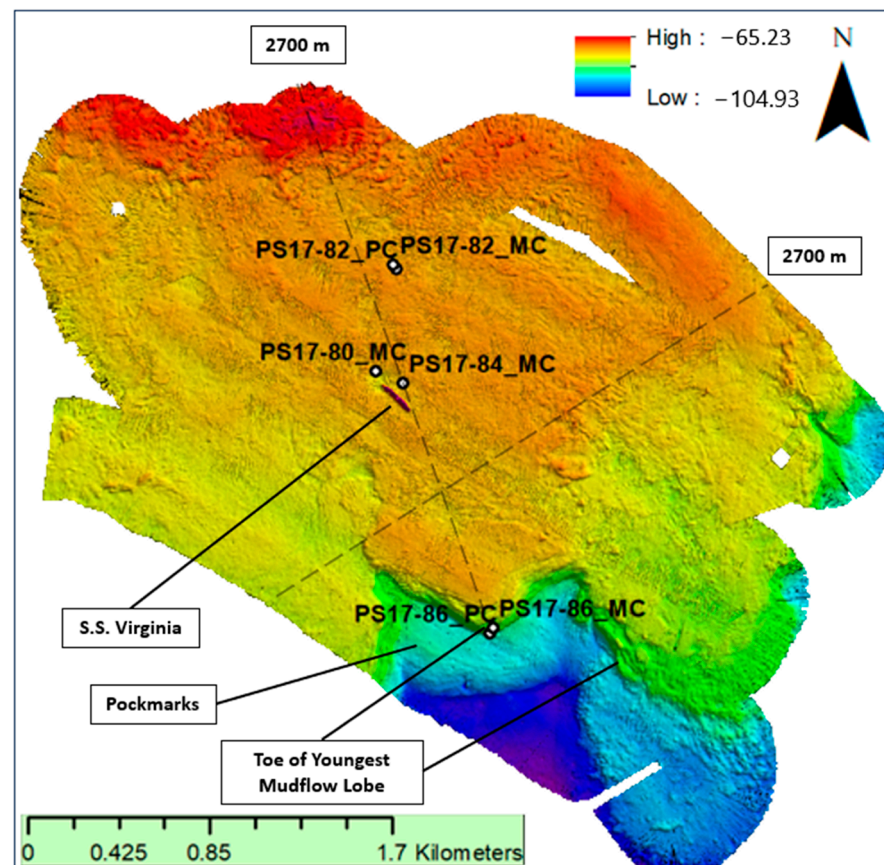 2700 m
High : −65.23
Low : −104.93
N
2700 m
PS17-82_PC
PS17-82_MC
PS17-80_MC
PS17-84_MC
PS17-86_PC
PS17-86_MC
S.S. Virginia
Pockmarks
Toe of Youngest
Mudflow Lobe
0 0.425 0.85 1.7 Kilometers